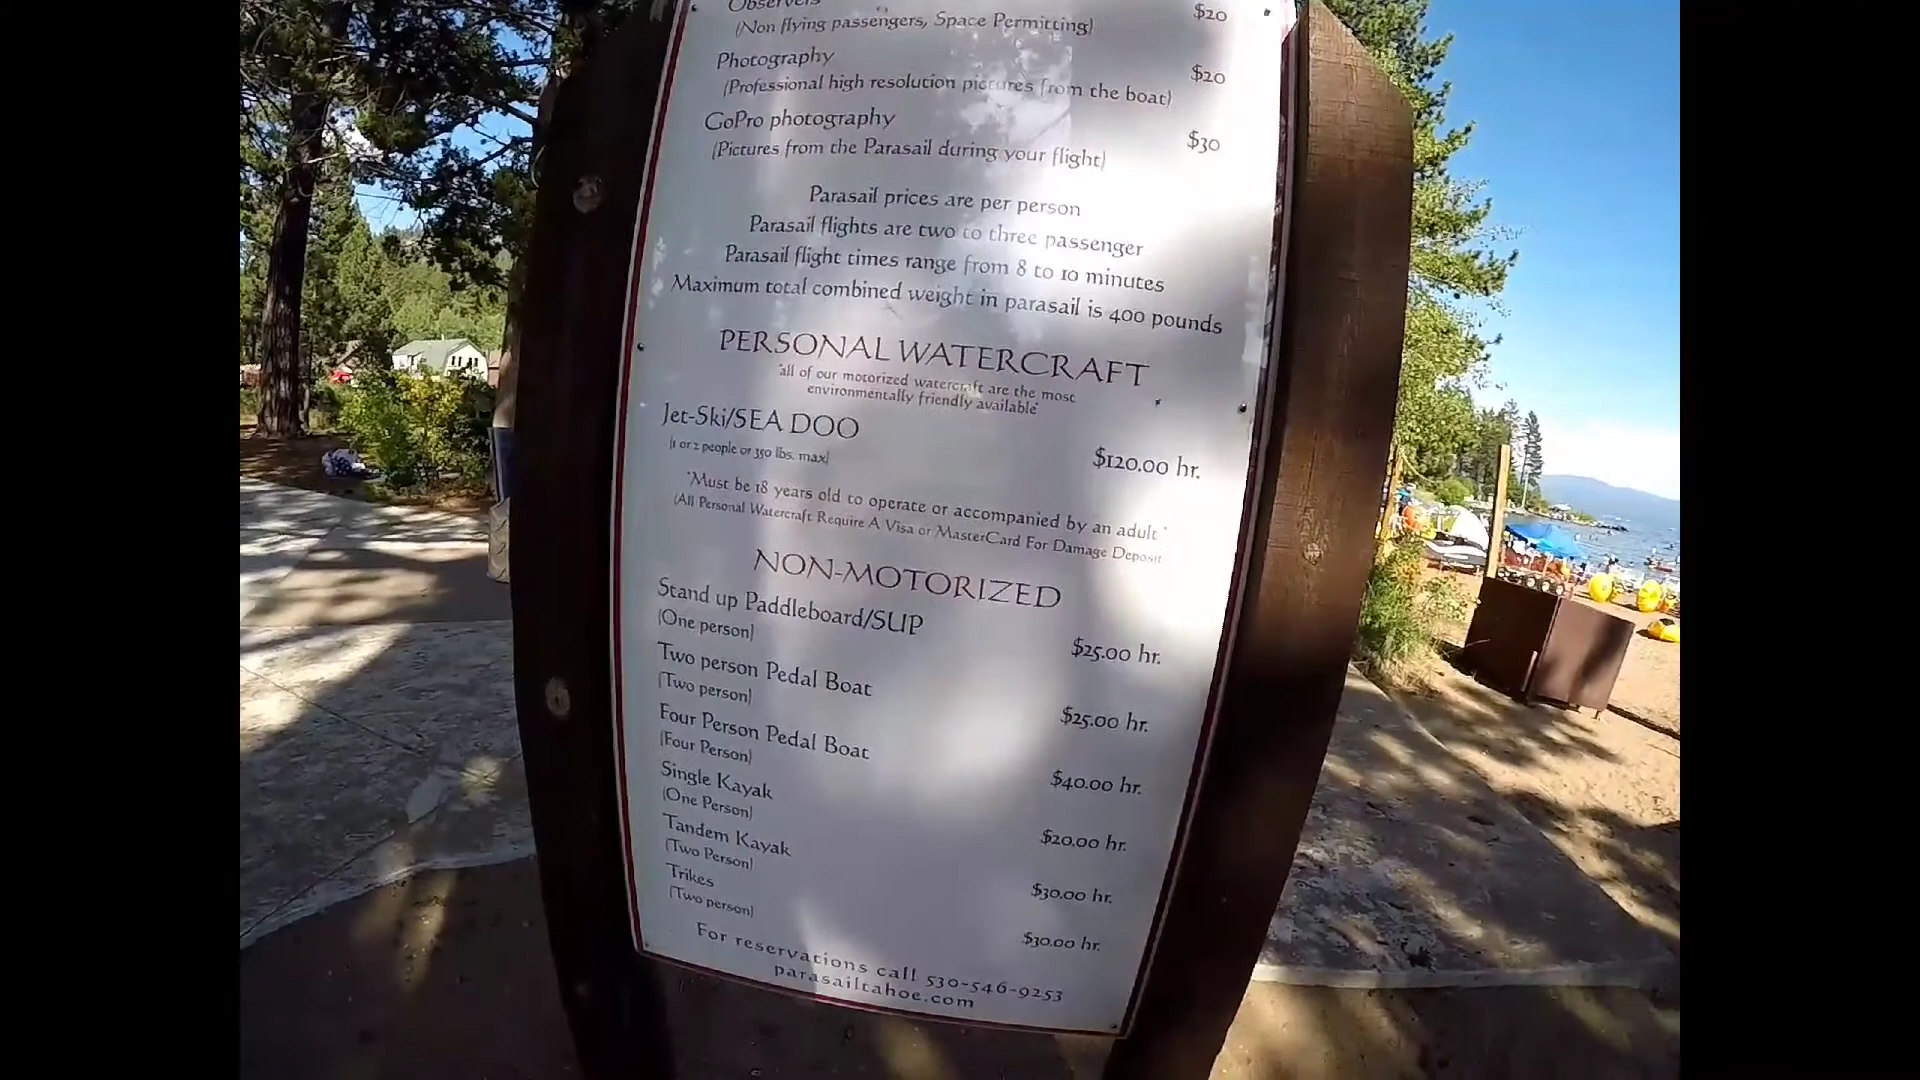 Observers $20
(Non flying passengers, Space Permitting)
Photography $20
(Professional high resolution pictures from the boat)
GoPro photography $30
(Pictures from the Parasail during your flight)
Parasail prices are per person
Parasail flights are two to three passenger
Parasail flight times range from 8 to 10 minutes
Maximum total combined weight in parasail is 400 pounds
PERSONAL WATERCRAFT
"all of our motorized watercraft are the most
environmentally friendly available"
Jet-Ski/SEA DOO $120.00 hr.
(1 or 2 people or 350 lbs. max)
"Must be 18 years old to operate or accompanied by an adult"
(All Personal Watercraft Require A Visa or MasterCard For Damage Deposit)
NON-MOTORIZED
Stand up Paddleboard/SUP $25.00 hr.
(One person)
Two person Pedal Boat $25.00 hr.
(Two person)
Four Person Pedal Boat $40.00 hr.
(Four Person)
Single Kayak $20.00 hr.
(One Person)
Tandem Kayak $30.00 hr.
(Two Person)
Trikes $30.00 hr.
(Two person)
For reservations call 530-546-9253
parasailtahoe.com